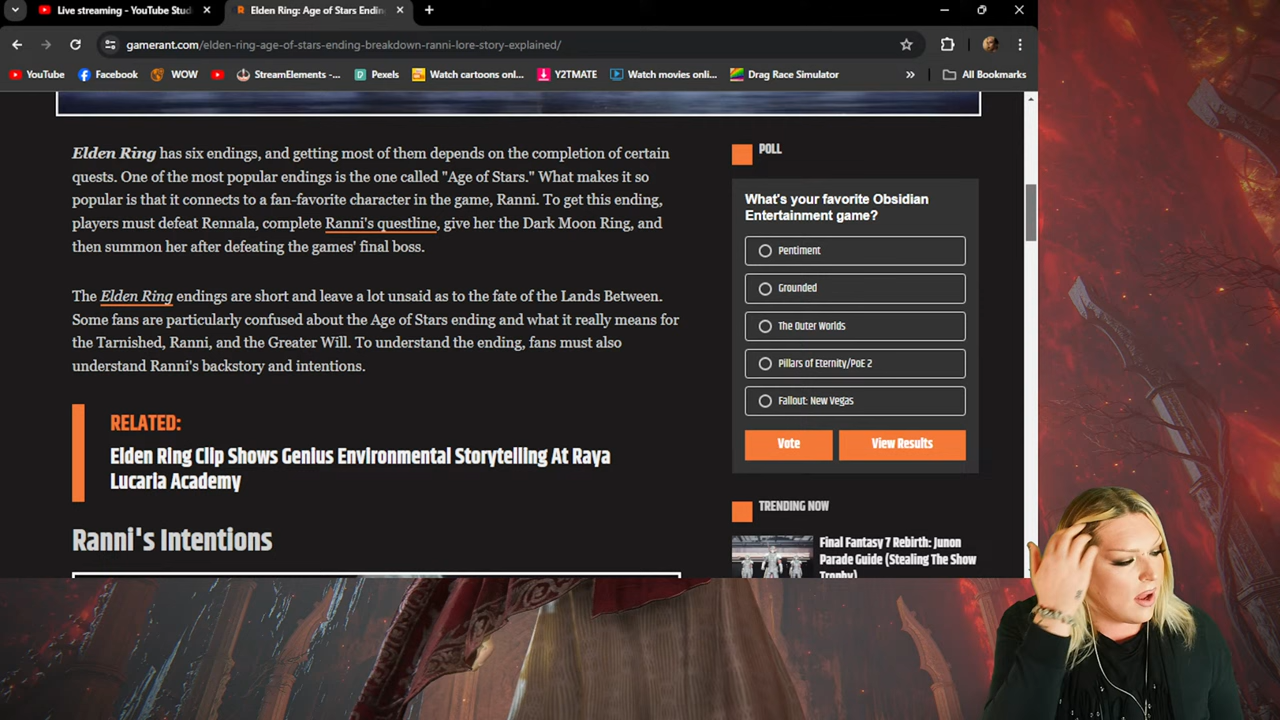 Live streaming - YouTube Stud
Elden Ring: Age of Stars Endin
gamerant.com/elden-ring-age-of-stars-ending-breakdown-ranni-lore-story-explained/
YouTube
Facebook
WOW
StreamElements -...
Pexels
Watch cartoons onl...
Y2TMATE
Watch movies onli...
Drag Race Simulator
All Bookmarks
Elden Ring has six endings, and getting most of them depends on the completion of certain
quests. One of the most popular endings is the one called "Age of Stars." What makes it so
popular is that it connects to a fan-favorite character in the game, Ranni. To get this ending,
players must defeat Rennala, complete Ranni's questline, give her the Dark Moon Ring, and
then summon her after defeating the games' final boss.
The Elden Ring endings are short and leave a lot unsaid as to the fate of the Lands Between.
Some fans are particularly confused about the Age of Stars ending and what it really means for
the Tarnished, Ranni, and the Greater Will. To understand the ending, fans must also
understand Ranni's backstory and intentions.
RELATED:
Elden Ring Clip Shows Genius Environmental Storytelling At Raya
Lucaria Academy
Ranni's Intentions
POLL
What's your favorite Obsidian
Entertainment game?
Pentiment
Grounded
The Outer Worlds
Pillars of Eternity/PoE 2
Fallout: New Vegas
Vote
View Results
TRENDING NOW
Final Fantasy 7 Rebirth: Junon
Parade Guide (Stealing The Show
Trophy)